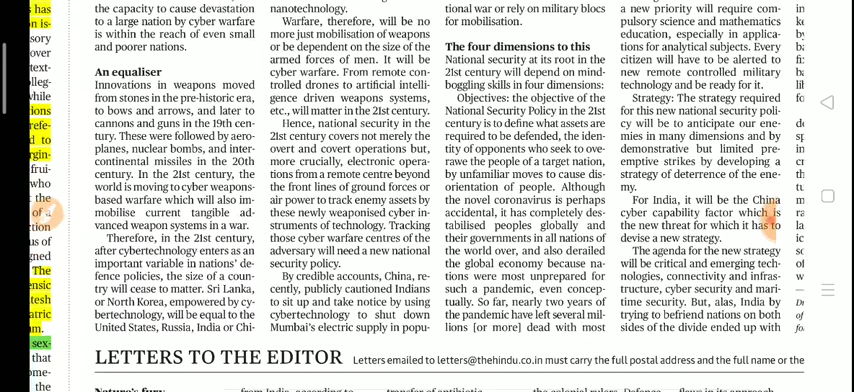 the capacity to cause devastation
to a large nation by cyber warfare
is within the reach of even small
and poorer nations.
An equaliser
Innovations in weapons moved
from stones in the pre-historic era,
to bows and arrows, and later to
cannons and guns in the 19th cen-
tury. These were followed by aero-
planes, nuclear bombs, and inter-
continental missiles in the 20th
century. In the 21st century, the
world is moving to cyber weapons-
based warfare which will also im-
mobilise current tangible ad-
vanced weapon systems in a war.
Therefore, in the 21st century,
after cybertechnology enters as an
important variable in nations' de-
fence policies, the size of a coun-
try will cease to matter. Sri Lanka,
or North Korea, empowered by cy-
bertechnology, will be equal to the
United States, Russia, India or Chi-
nanotechnology.
Warfare, therefore, will be no
more just mobilisation of weapons
or be dependent on the size of the
armed forces of men. It will be
cyber warfare. From remote con-
trolled drones to artificial intelli-
gence driven weapons systems,
etc., will matter in the 21st century.
Hence, national security in the
21st century covers not merely the
overt and covert operations but,
more crucially, electronic opera-
tions from a remote centre beyond
the front lines of ground forces or
air power to track enemy assets by
these newly weaponised cyber in-
struments of technology. Tracking
those cyber warfare centres of the
adversary will need a new national
security policy.
By credible accounts, China, re-
cently, publicly cautioned Indians
to sit up and take notice by using
cybertechnology to shut down
Mumbai's electric supply in popu-
tional war or rely on military blocs
for mobilisation.
The four dimensions to this
National security at its root in the
21st century will depend on mind-
boggling skills in four dimensions:
Objectives: the objective of the
National Security Policy in the 21st
century is to define what assets are
required to be defended, the iden-
tity of opponents who seek to ove-
rawe the people of a target nation,
by unfamiliar moves to cause dis-
orientation of people. Although
the novel coronavirus is perhaps
accidental, it has completely des-
tabilised peoples globally and
their governments in all nations of
the world over, and also derailed
the global economy because na-
tions were most unprepared for
such a pandemic, even concep-
tually. So far, nearly two years of
the pandemic have left several mil-
lions [or more] dead with most
a new priority will require com-
pulsory science and mathematics
education, especially in applica-
tions for analytical subjects. Every
citizen will have to be alerted to
new remote controlled military
technology and be ready for it.
Strategy: The strategy required
for this new national security poli-
cy will be to anticipate our ene-
mies in many dimensions and by
demonstrative but limited pre-
emptive strikes by developing a
strategy of deterrence of the ene-
my.
For India, it will be the China
cyber capability factor which is
the new threat for which it has to
devise a new strategy.
The agenda for the new strategy
will be critical and emerging tech-
nologies, connectivity and infras-
tructure, cyber security and mari-
time security. But, alas, India by
trying to befriend nations on both
sides of the divide ended up with
LETTERS TO THE EDITOR Letters emailed to letters@thehindu.co.in must carry the full postal address and the full name or the